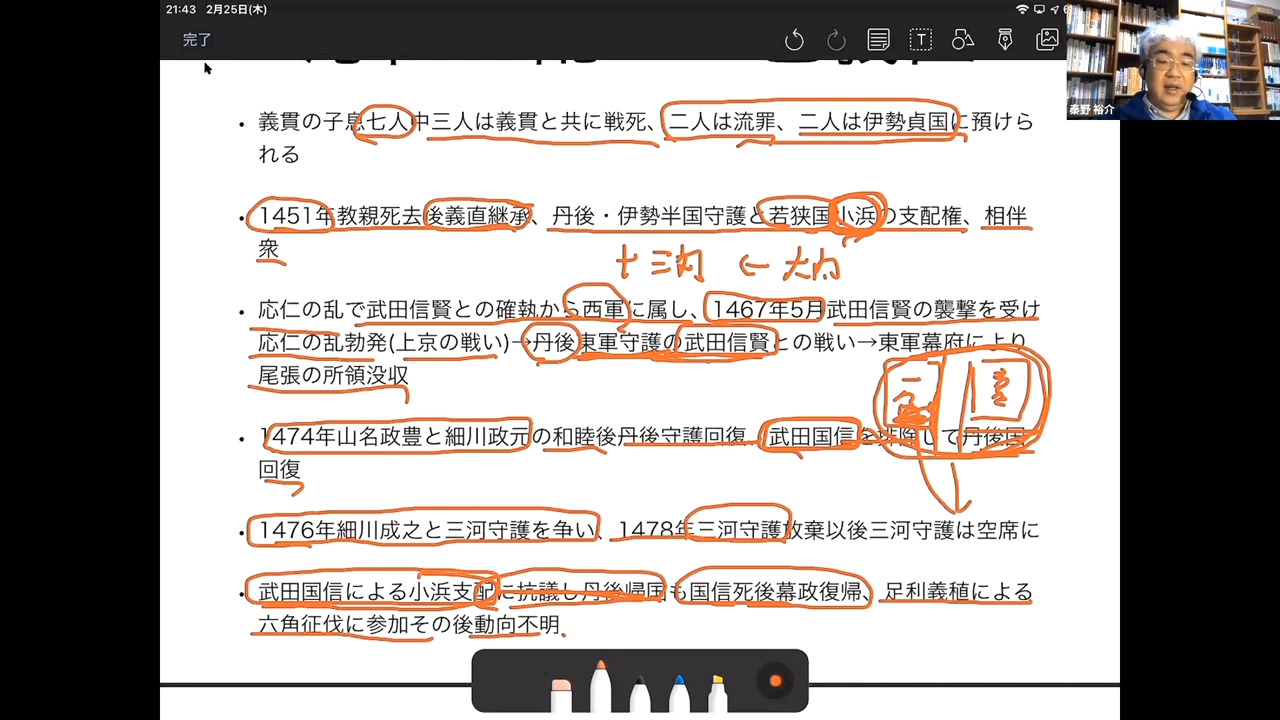 21:43 2月25日(木)
完了
秦野 裕介
・義貫の子息七人中三人は義貫と共に戦死、二人は流罪、二人は伊勢貞国に預けら
れる
・1451年教親死去後義直継承、丹後・伊勢半国守護と若狭国小浜の支配権、相伴
衆
十三河 ← 大内
・応仁の乱で武田信賢との確執から西軍に属し、1467年5月武田信賢の襲撃を受け
応仁の乱勃発(上京の戦い)→丹後東軍守護の武田信賢との戦い→東軍幕府により
尾張の所領没収
・1474年山名政豊と細川政元の和睦後丹後守護回復、武田国信を排除して丹後国
回復
・1476年細川成之と三河守護を争い、1478年三河守護放棄以後三河守護は空席に
・武田国信による小浜支配に抗議し丹後帰国も国信死後幕政復帰、足利義稙による
六角征伐に参加その後動向不明.